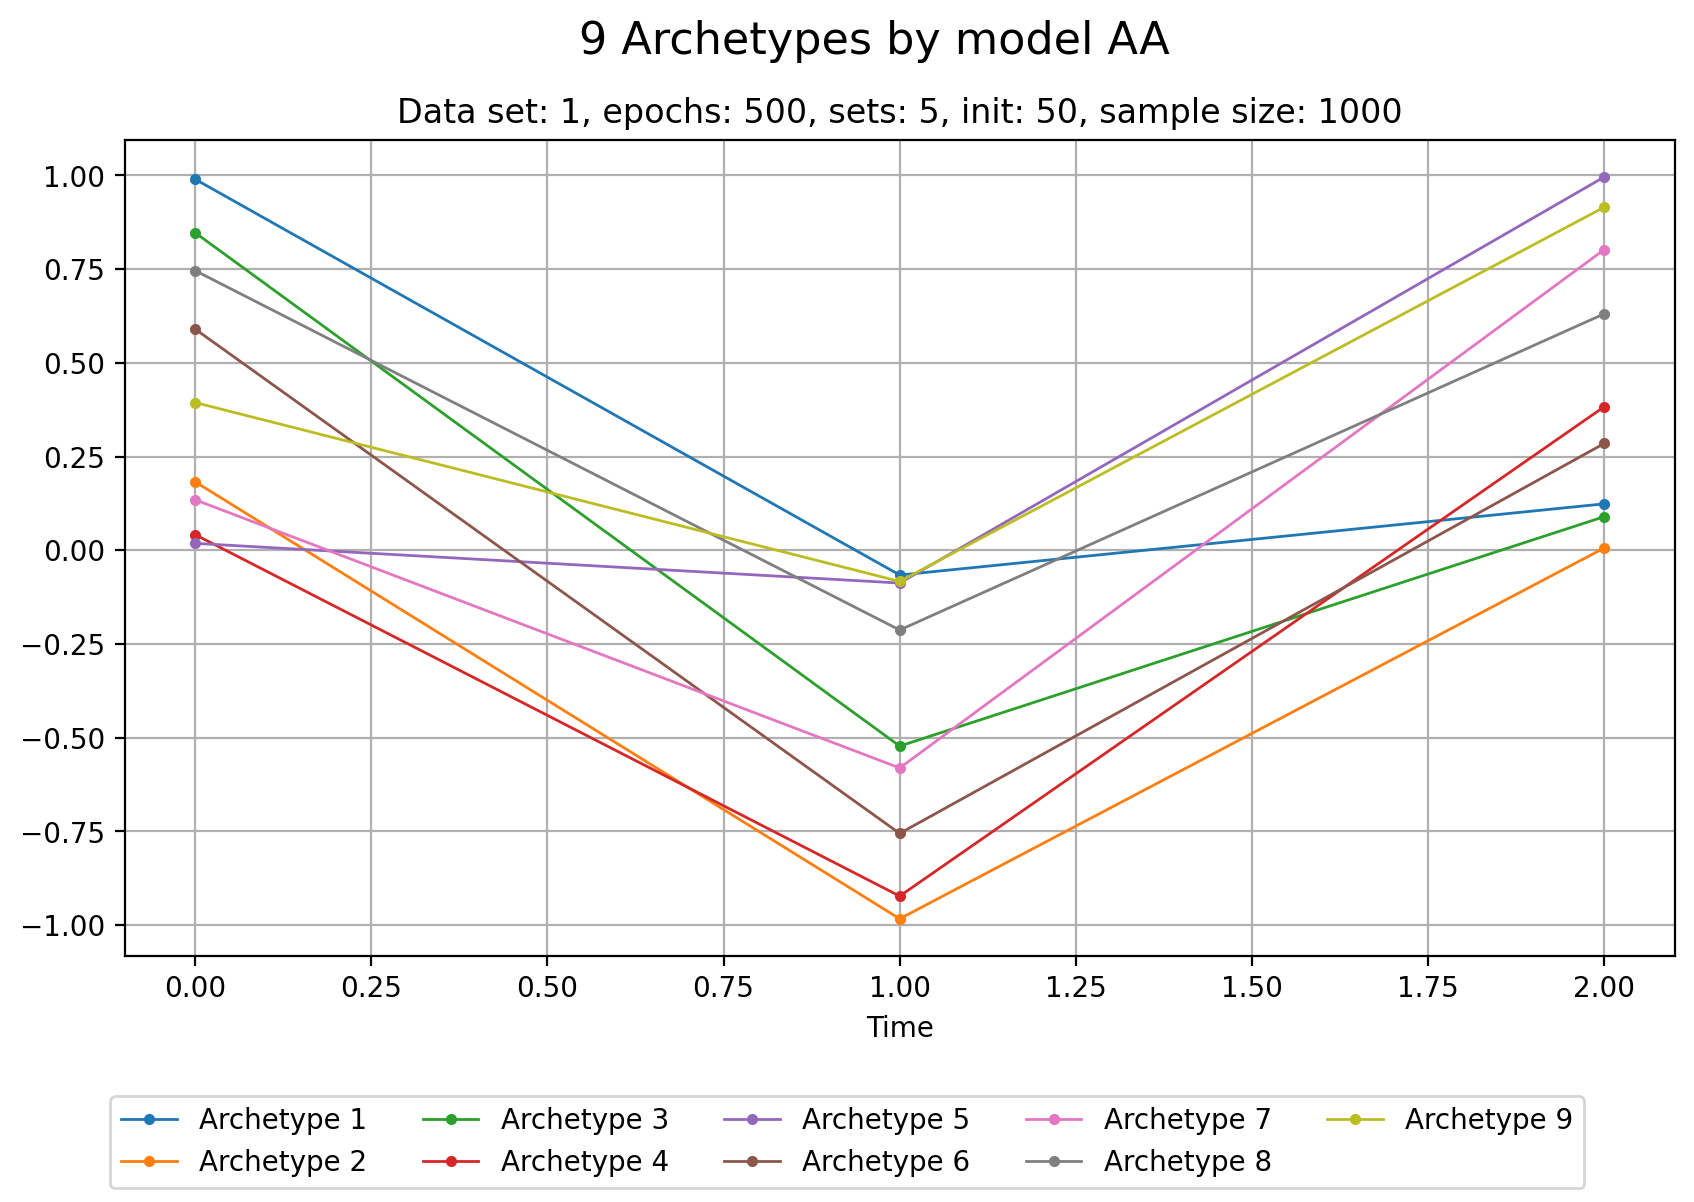 9 Archetypes by model AA
Data set: 1, epochs: 500, sets: 5, init: 50, sample size: 1000
1.00
0.75
0.50
0.25
0.00
−0.25
−0.50
−0.75
−1.00
0.00 0.25 0.50 0.75 1.00 1.25 1.50 1.75 2.00
Time
Archetype 1 Archetype 3 Archetype 5 Archetype 7 Archetype 9
Archetype 2 Archetype 4 Archetype 6 Archetype 8